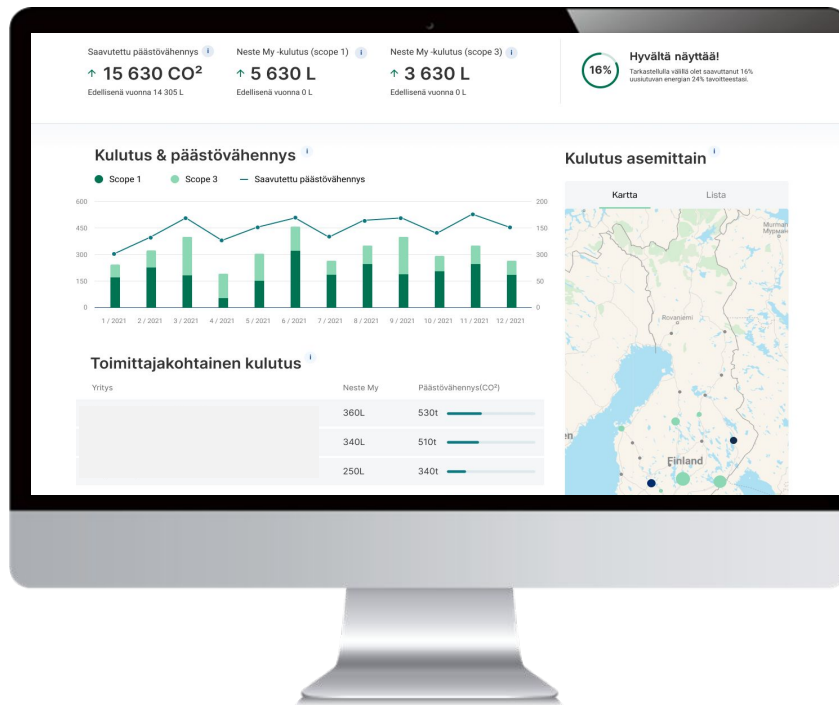 Saavutettu päästövähennys i
↑ 15 630 CO²
Edellisenä vuonna 14 305 L
Neste My -kulutus (scope 1) i
↑ 5 630 L
Edellisenä vuonna 0 L
Neste My -kulutus (scope 3) i
↑ 3 630 L
Edellisenä vuonna 0 L
16%
Hyvältä näyttää!
Tarkastellulla välillä olet saavuttanut 16%
uusiutuvan energian 24% tavoitteestasi.
Kulutus & päästövähennys i
Scope 1 Scope 3 Saavutettu päästövähennys
600 200
450 150
300 300
150 50
0 0
1 / 2021 2 / 2021 3 / 2021 4 / 2021 5 / 2021 6 / 2021 7 / 2021 8 / 2021 9 / 2021 10 / 2021 11 / 2021 12 / 2021
Toimittajakohtainen kulutus i
Yritys Neste My Päästövähennys(CO²)
360L 530t
340L 510t
250L 340t
Kulutus asemittain i
Kartta Lista
Rovaniemi
Finland